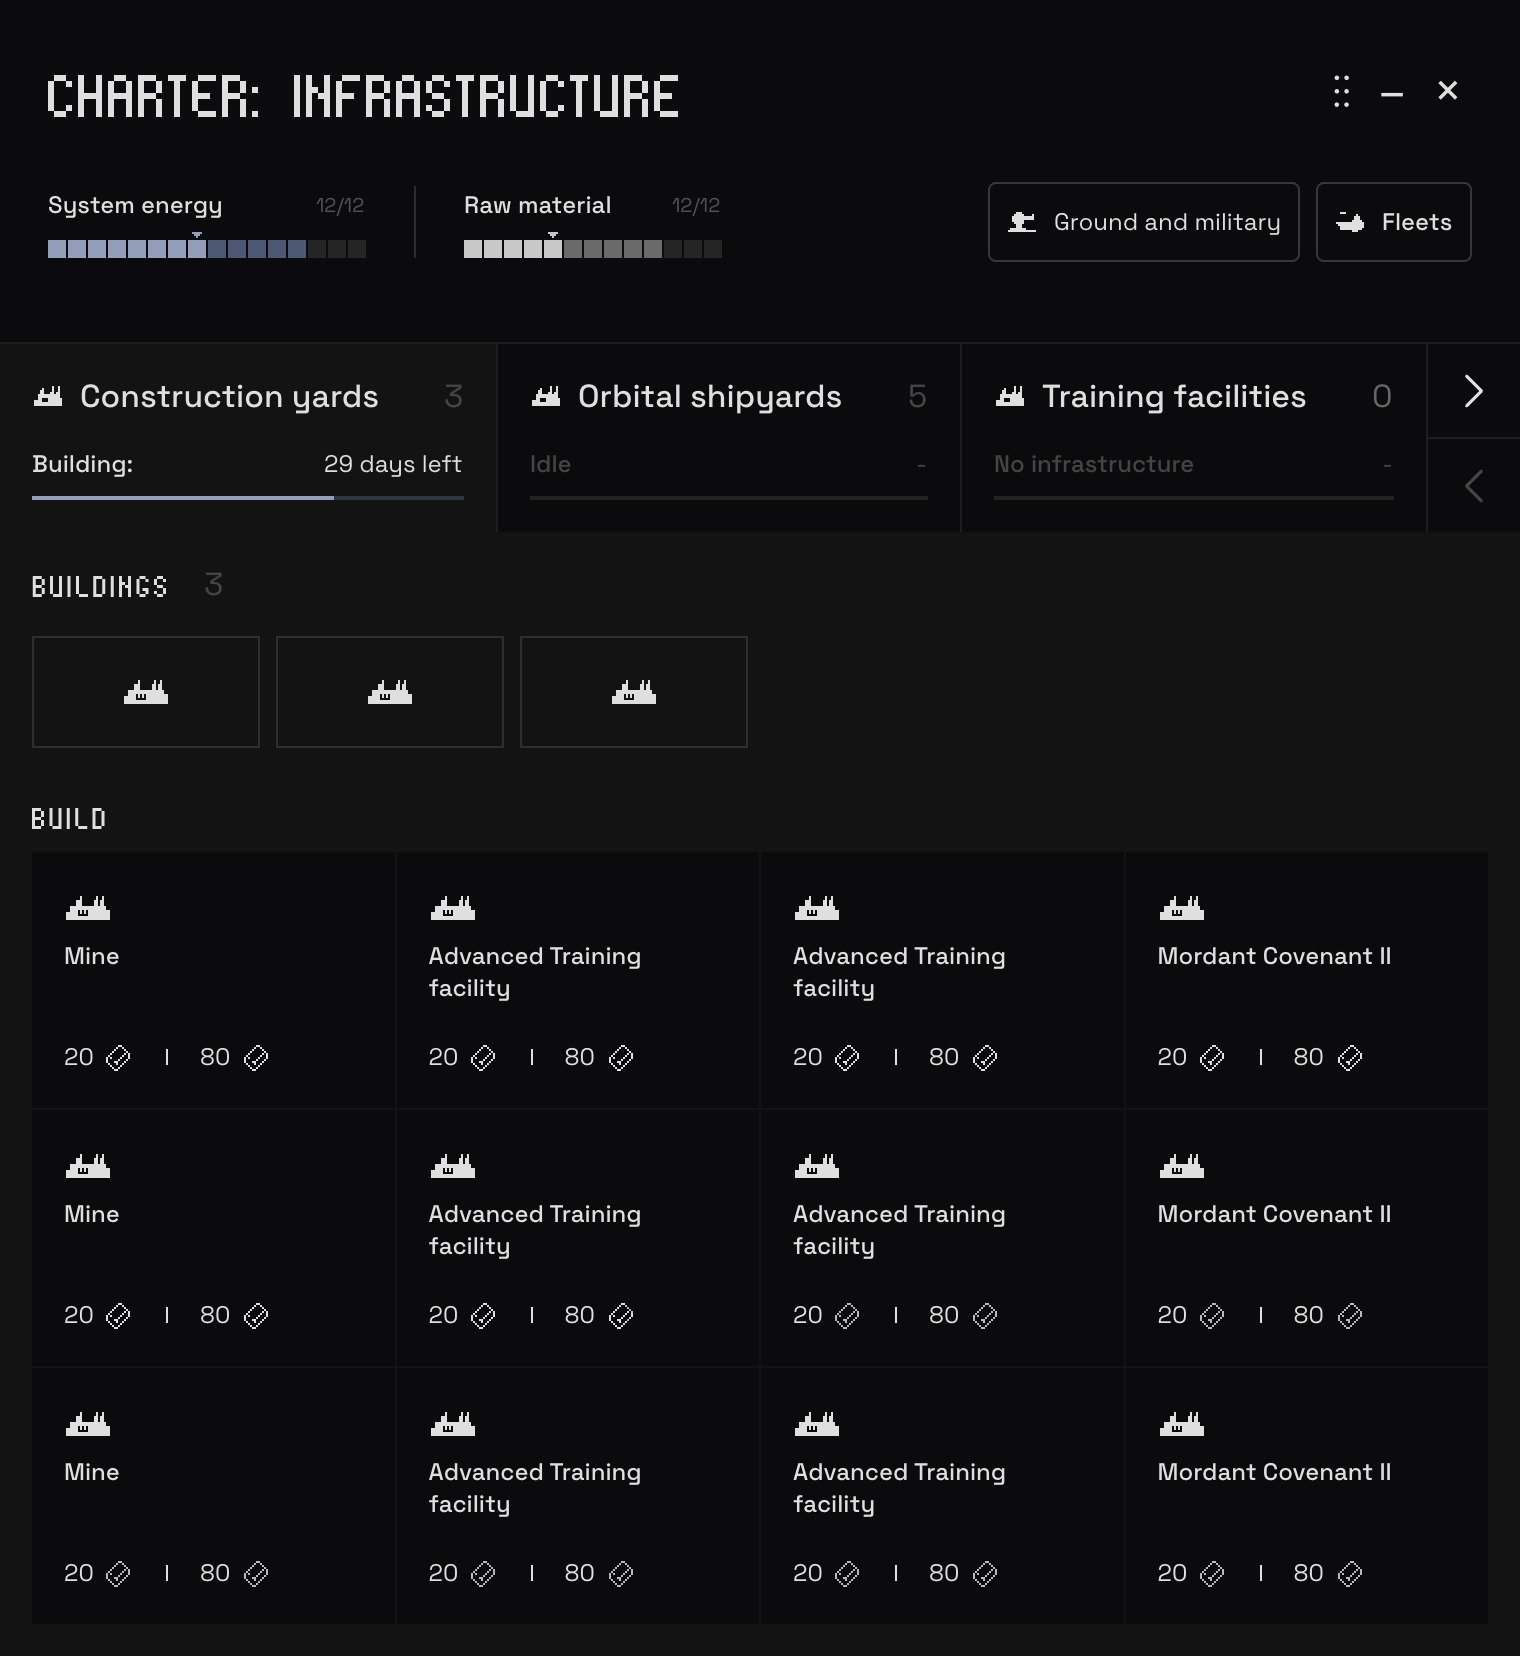 CHARTER: INFRASTRUCTURE
System energy 12/12
Raw material 12/12
Ground and military
Fleets
Construction yards 3
Building: 29 days left
Orbital shipyards 5
Idle -
Training facilities 0
No infrastructure -
BUILDINGS 3
BUILD
Mine
20 | 80
Advanced Training
facility
20 | 80
Advanced Training
facility
20 | 80
Mordant Covenant II
20 | 80
Mine
20 | 80
Advanced Training
facility
20 | 80
Advanced Training
facility
20 | 80
Mordant Covenant II
20 | 80
Mine
20 | 80
Advanced Training
facility
20 | 80
Advanced Training
facility
20 | 80
Mordant Covenant II
20 | 80